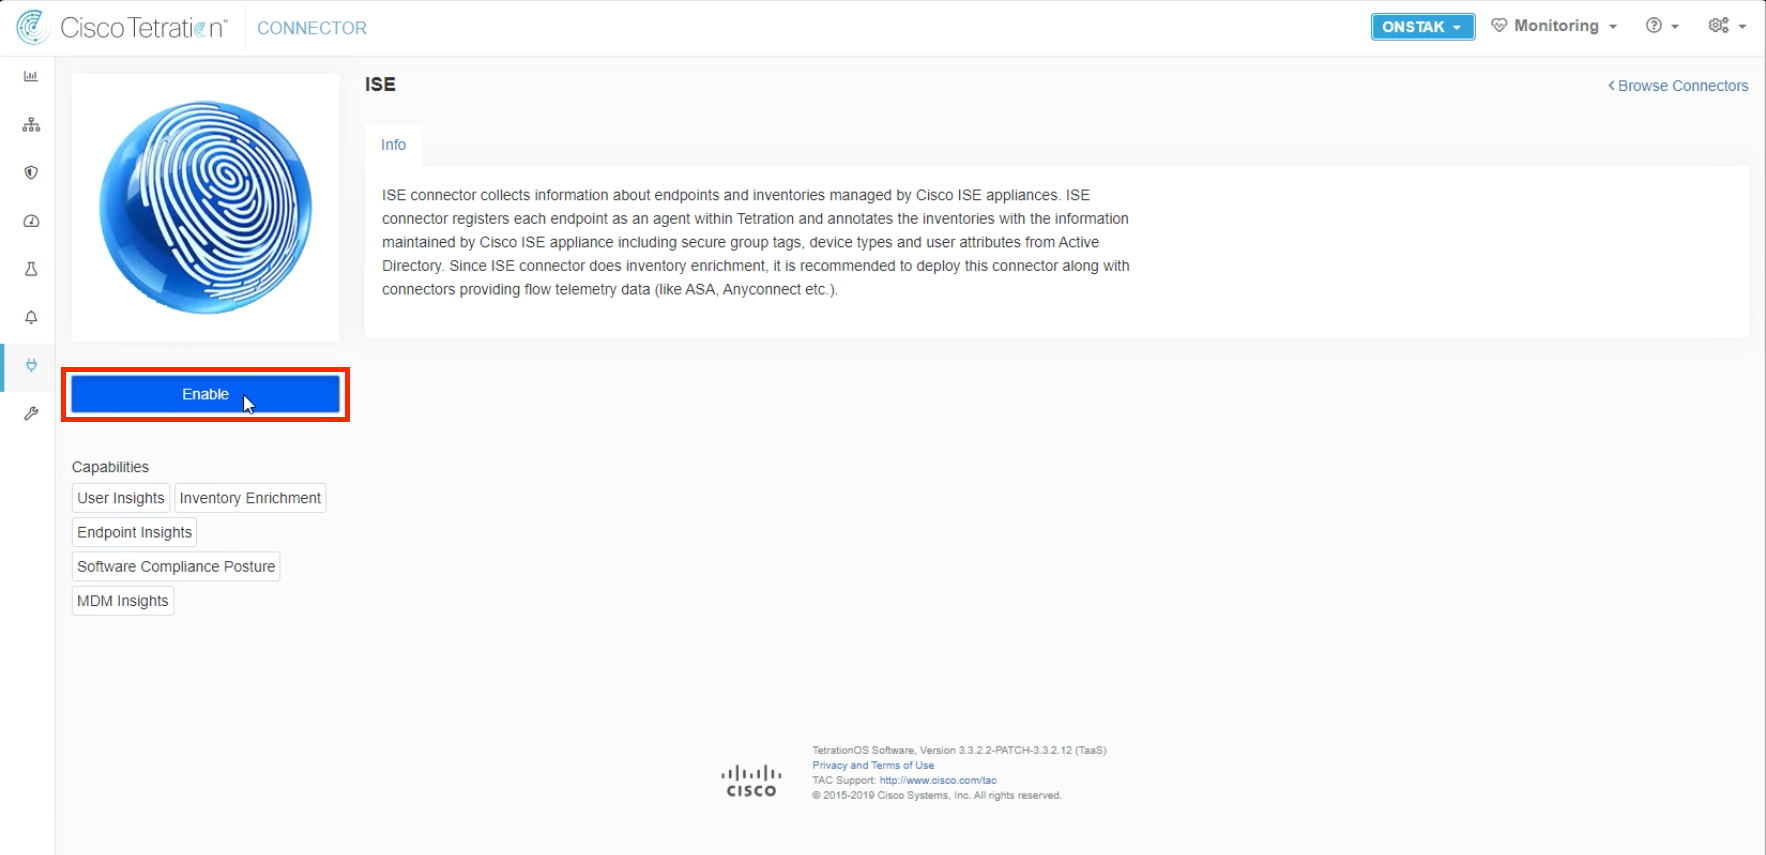 Cisco Tetration™
CONNECTOR
ONSTAK
Monitoring
ISE
Browse Connectors
Info
ISE connector collects information about endpoints and inventories managed by Cisco ISE appliances. ISE
connector registers each endpoint as an agent within Tetration and annotates the inventories with the information
maintained by Cisco ISE appliance including secure group tags, device types and user attributes from Active
Directory. Since ISE connector does inventory enrichment, it is recommended to deploy this connector along with
connectors providing flow telemetry data (like ASA, Anyconnect etc.).
Enable
Capabilities
User Insights
Inventory Enrichment
Endpoint Insights
Software Compliance Posture
MDM Insights
CISCO
TetrationOS Software, Version 3.3.2.2-PATCH-3.3.2.12 (TaaS)
Privacy and Terms of Use
TAC Support: http://www.cisco.com/tac
© 2015-2019 Cisco Systems, Inc. All rights reserved.